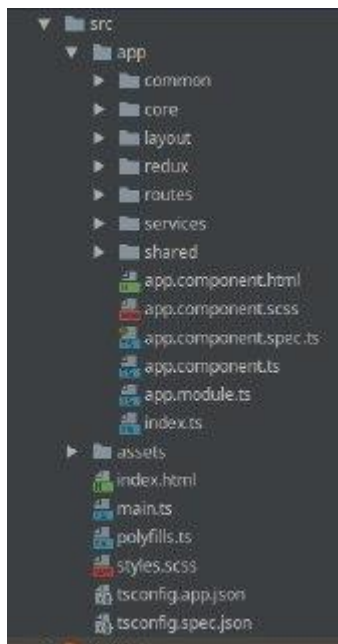 src
app
common
core
layout
redux
routes
services
shared
app.component.html
app.component.scss
app.component.spec.ts
app.component.ts
app.module.ts
index.ts
assets
index.html
main.ts
polyfills.ts
styles.scss
tsconfig.app.json
tsconfig.spec.json